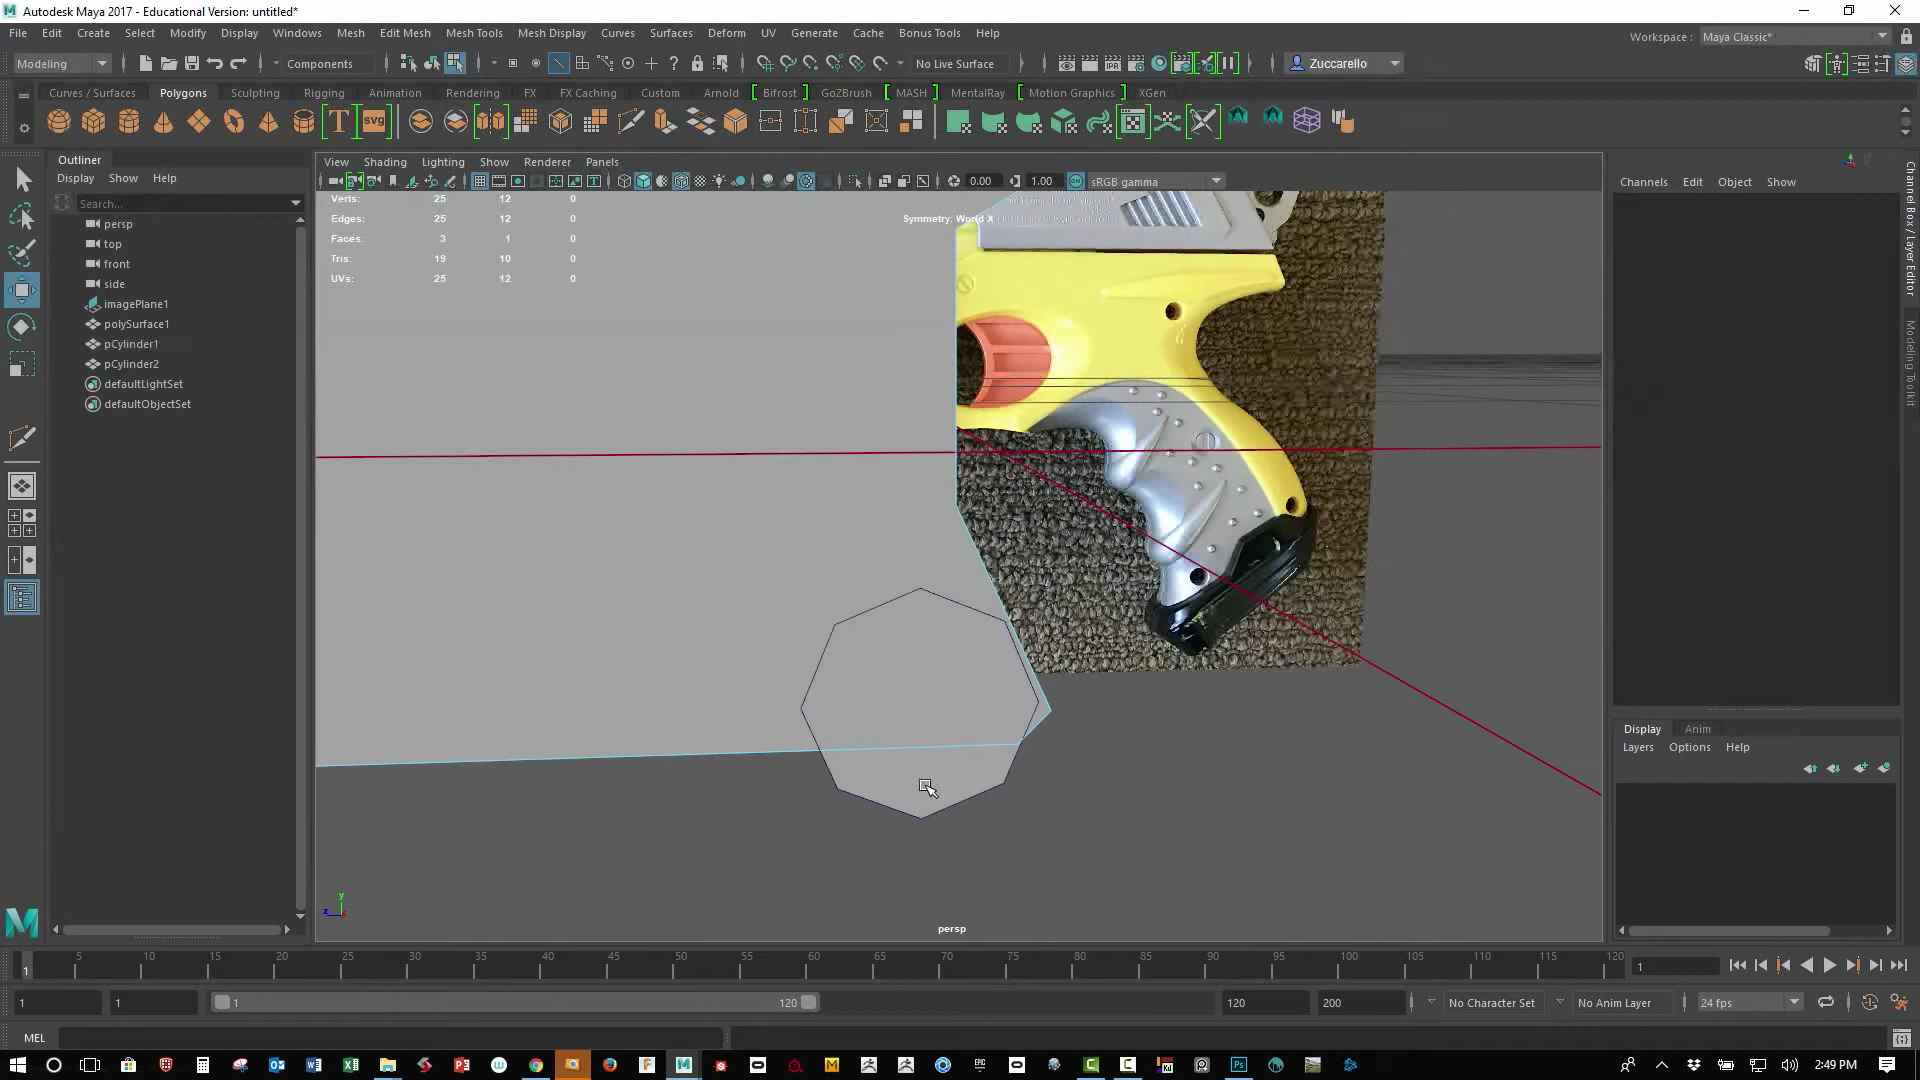 Autodesk Maya 2017 - Educational Version: untitled*
File Edit Create Select Modify Display Windows Mesh Edit Mesh Mesh Tools Mesh Display Curves Surfaces Deform UV Generate Cache Bonus Tools Help
Workspace : Maya Classic*
Modeling Components No Live Surface Zuccarello
Curves / Surfaces Polygons Sculpting Rigging Animation Rendering FX FX Caching Custom Arnold Bifrost GoZBrush MASH MentalRay Motion Graphics XGen
T svg
Outliner
Display Show Help
Search...
persp
top
front
side
imagePlane1
polySurface1
pCylinder1
pCylinder2
defaultLightSet
defaultObjectSet
View Shading Lighting Show Renderer Panels
0.00 1.00 sRGB gamma
Verts: 25 12 0
Edges: 25 12 0
Faces: 3 1 0
Tris: 19 10 0
UVs: 25 12 0
Symmetry: World X
y
z
persp
Channels Edit Object Show
Channel Box / Layer Editor
Modeling Toolkit
Display Anim
Layers Options Help
5 10 15 20 25 30 35 40 45 50 55 60 65 70 75 80 85 90 95 100 105 110 115 120
1 1
1 1 1 120 120 200 No Character Set No Anim Layer 24 fps
MEL
2:49 PM